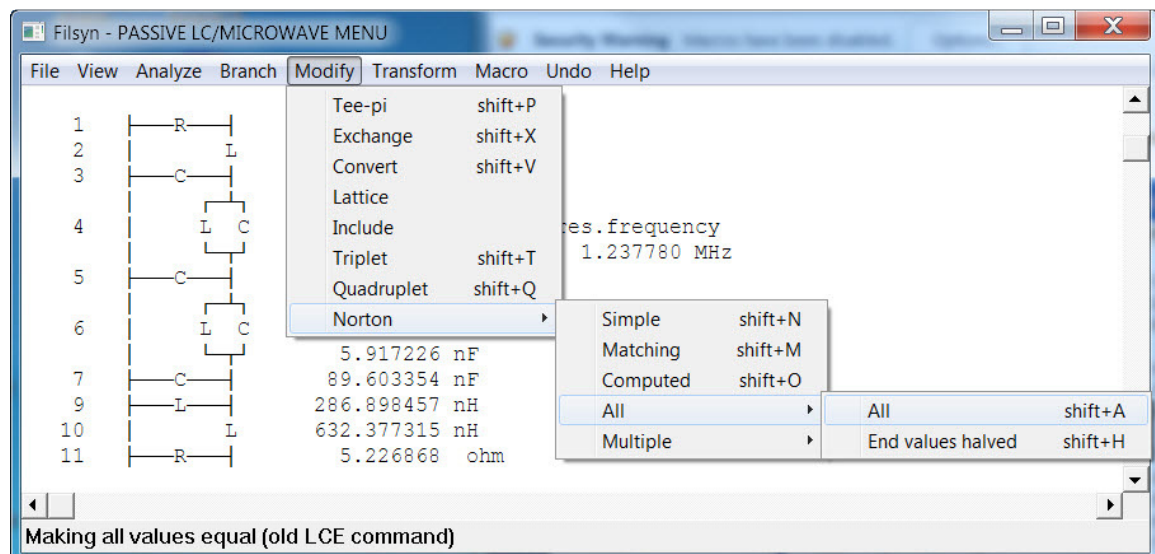 Filsyn - PASSIVE LC/MICROWAVE MENU
Security Warning
File View Analyze Branch Modify Transform Macro Undo Help
Tee-pi shift+P
1 R
Exchange shift+X
2 L
Convert shift+V
3 C
Lattice
4 L C
Include
res.frequency
1.237780 MHz
Triplet shift+T
5 C
Quadruplet shift+Q
Norton
6 L C
Simple shift+N
5.917226 nF
Matching shift+M
7 C 89.603354 nF
Computed shift+O
9 L 286.898457 nH
All
All shift+A
10 L 632.377315 nH
Multiple
End values halved shift+H
11 R 5.226868 ohm
Making all values equal (old LCE command)